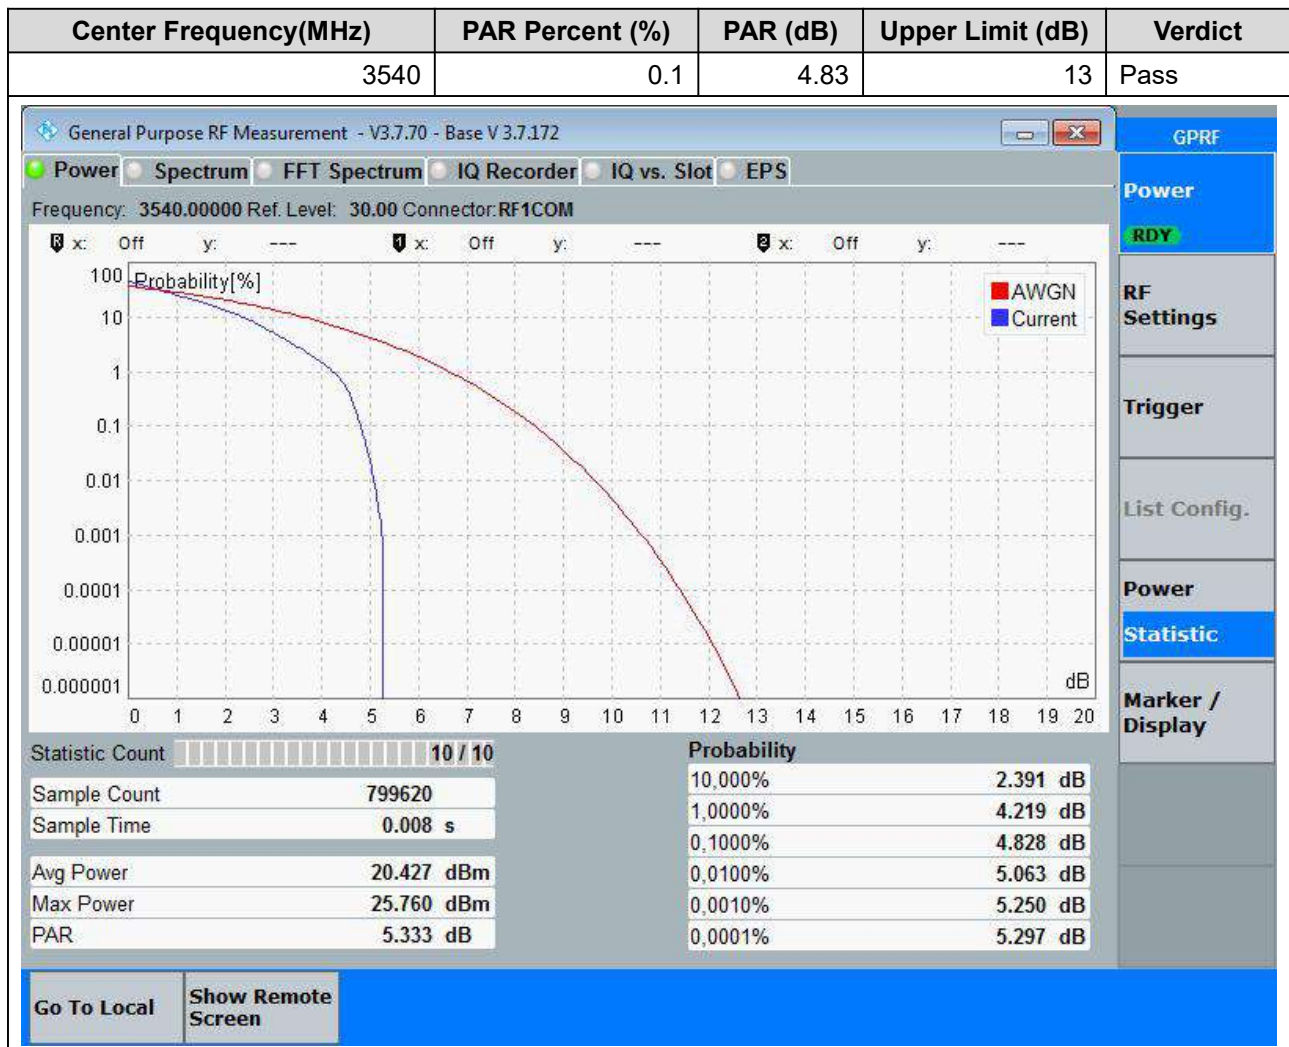 Center Frequency(MHz) PAR Percent (%) PAR (dB) Upper Limit (dB) Verdict
3540 0.1 4.83 13 Pass
General Purpose RF Measurement - V3.7.70 - Base V 3.7.172
GPRF
Power Spectrum FFT Spectrum IQ Recorder IQ vs. Slot EPS
Frequency: 3540.00000 Ref. Level: 30.00 Connector: RF1COM
R x: Off y: --- 1 x: Off y: --- 2 x: Off y: ---
Probability[%]
AWGN
Current
100
10
1
0.1
0.01
0.001
0.0001
0.00001
0.000001
dB
0 1 2 3 4 5 6 7 8 9 10 11 12 13 14 15 16 17 18 19 20
Statistic Count 10 / 10
Sample Count 799620
Sample Time 0.008 s
Avg Power 20.427 dBm
Max Power 25.760 dBm
PAR 5.333 dB
Probability
10,000% 2.391 dB
1,0000% 4.219 dB
0,1000% 4.828 dB
0,0100% 5.063 dB
0,0010% 5.250 dB
0,0001% 5.297 dB
Power
RDY
RF
Settings
Trigger
List Config.
Power
Statistic
Marker /
Display
Go To Local
Show Remote
Screen